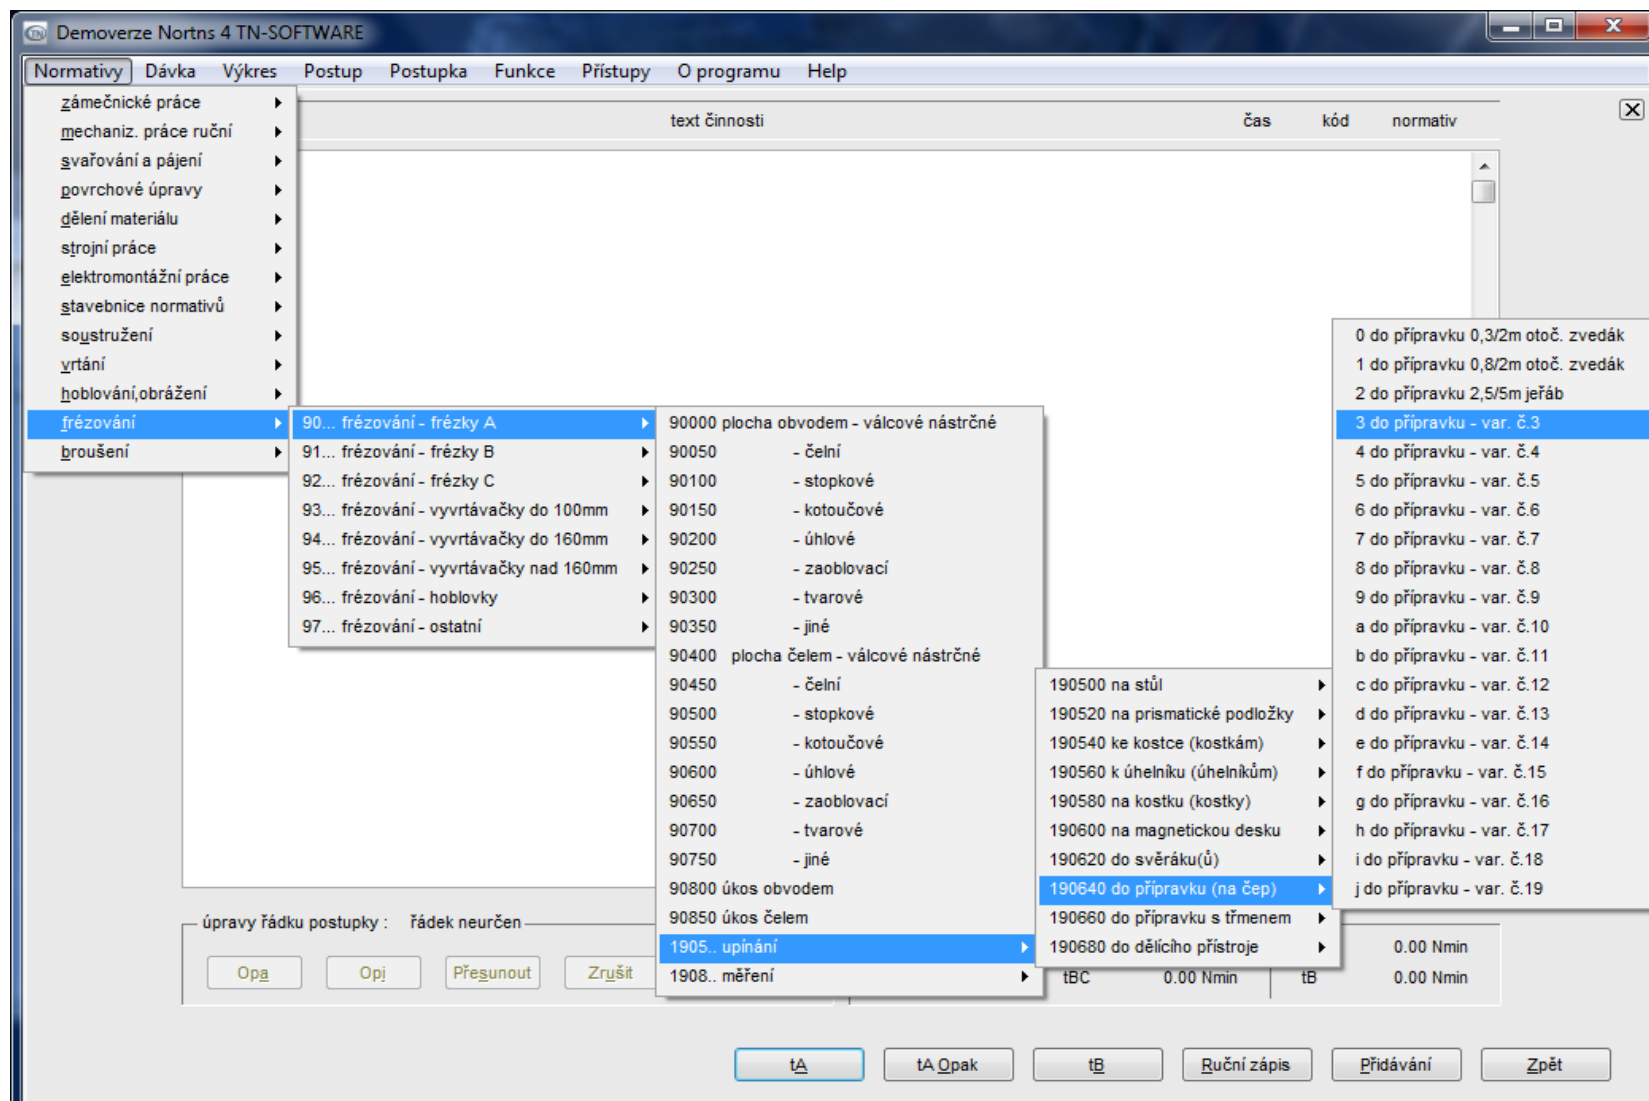 Demoverze Nortns 4 TN-SOFTWARE
Normativy Dávka Výkres Postup Postupka Funkce Přístupy O programu Help
text činnosti čas kód normativ
zámečnické práce
mechaniz. práce ruční
svařování a pájení
povrchové úpravy
dělení materiálu
strojní práce
elektromontážní práce
stavebnice normativů
soustružení
vrtání
hoblování,obrážení
frézování
broušení
90... frézování - frézky A
91... frézování - frézky B
92... frézování - frézky C
93... frézování - vyvrtávačky do 100mm
94... frézování - vyvrtávačky do 160mm
95... frézování - vyvrtávačky nad 160mm
96... frézování - hoblovky
97... frézování - ostatní
90000 plocha obvodem - válcové nástrčné
90050 - čelní
90100 - stopkové
90150 - kotoučové
90200 - úhlové
90250 - zaoblovací
90300 - tvarové
90350 - jiné
90400 plocha čelem - válcové nástrčné
90450 - čelní
90500 - stopkové
90550 - kotoučové
90600 - úhlové
90650 - zaoblovací
90700 - tvarové
90750 - jiné
90800 úkos obvodem
90850 úkos čelem
1905.. upínání
1908.. měření
190500 na stůl
190520 na prismatické podložky
190540 ke kostce (kostkám)
190560 k úhelníku (úhelníkům)
190580 na kostku (kostky)
190600 na magnetickou desku
190620 do svěráku(ů)
190640 do přípravku (na čep)
190660 do přípravku s třmenem
190680 do dělícího přístroje
0 do přípravku 0,3/2m otoč. zvedák
1 do přípravku 0,8/2m otoč. zvedák
2 do přípravku 2,5/5m jeřáb
3 do přípravku - var. č.3
4 do přípravku - var. č.4
5 do přípravku - var. č.5
6 do přípravku - var. č.6
7 do přípravku - var. č.7
8 do přípravku - var. č.8
9 do přípravku - var. č.9
a do přípravku - var. č.10
b do přípravku - var. č.11
c do přípravku - var. č.12
d do přípravku - var. č.13
e do přípravku - var. č.14
f do přípravku - var. č.15
g do přípravku - var. č.16
h do přípravku - var. č.17
i do přípravku - var. č.18
j do přípravku - var. č.19
úpravy řádku postupky : řádek neurčen
Opa Opi Přesunout Zrušit
0.00 Nmin
tBC 0.00 Nmin tB 0.00 Nmin
tA tA Opak tB Ruční zápis Přidávání Zpět